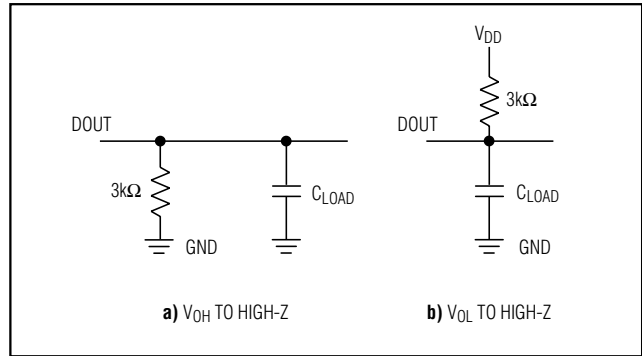 DOUT
3kΩ
GND
CLOAD
a) VOH TO HIGH-Z
VDD
3kΩ
DOUT
CLOAD
GND
b) VOL TO HIGH-Z